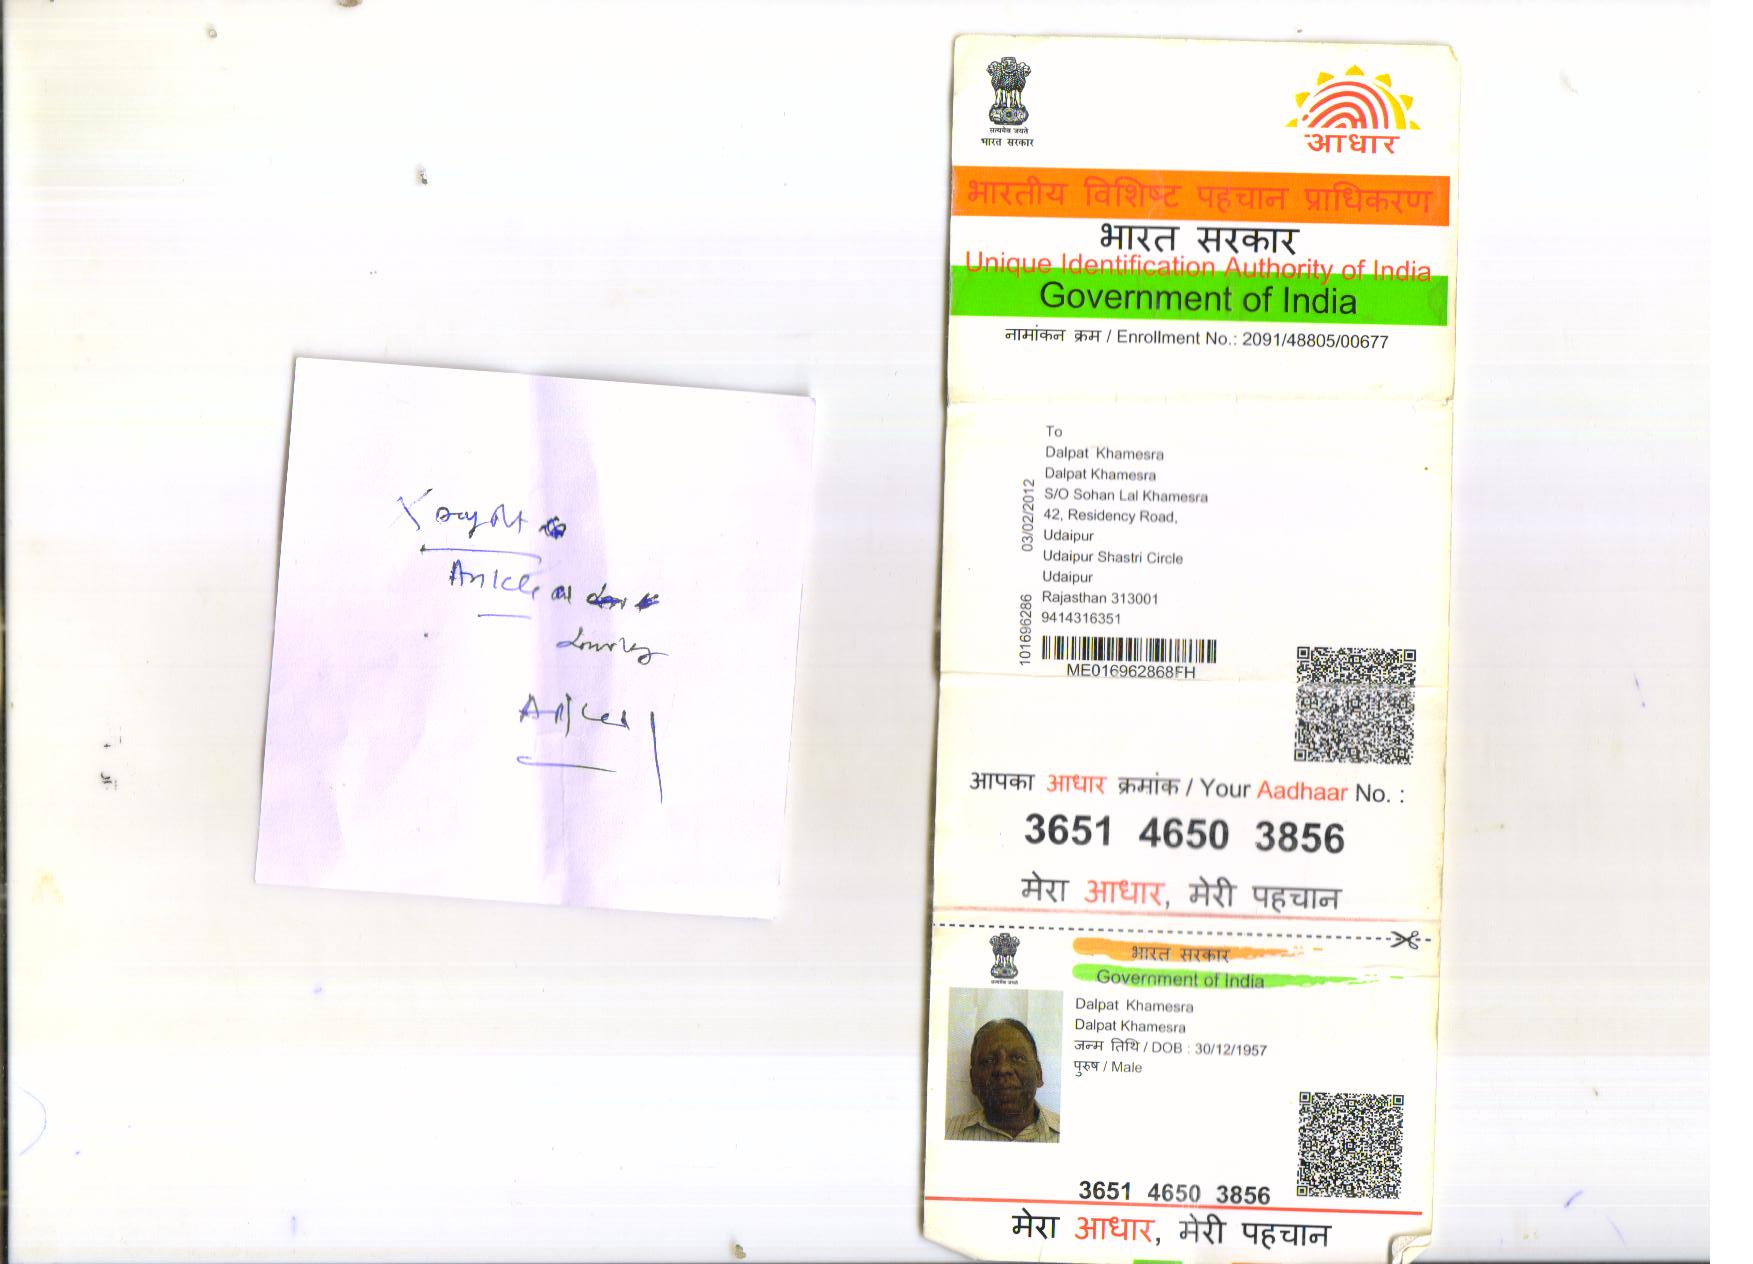 सत्यमेव जयते
भारत सरकार
आधार
भारतीय विशिष्ट पहचान प्राधिकरण
भारत सरकार
Unique Identification Authority of India
Government of India
नामांकन क्रम / Enrollment No.: 2091/48805/00677
To
Dalpat Khamesra
Dalpat Khamesra
S/O Sohan Lal Khamesra
42, Residency Road,
Udaipur
Udaipur Shastri Circle
Udaipur
Rajasthan 313001
9414316351
03/02/2012
101696286
ME016962868FH
आपका आधार क्रमांक / Your Aadhaar No. :
3651 4650 3856
मेरा आधार, मेरी पहचान
भारत सरकार
Government of India
Dalpat Khamesra
Dalpat Khamesra
जन्म तिथि / DOB : 30/12/1957
पुरुष / Male
3651 4650 3856
मेरा आधार, मेरी पहचान